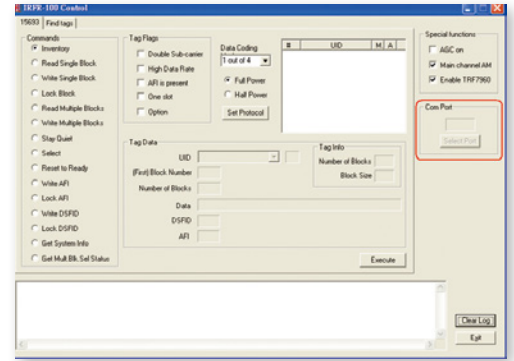 IRFR-100 Control
15693
Find tags
Commands
Inventory
Read Single Block
Write Single Block
Lock Block
Read Multiple Blocks
Write Multiple Blocks
Stay Quiet
Select
Reset to Ready
Write AFI
Lock AFI
Write DSFID
Lock DSFID
Get System Info
Get Mult.Blk.Sel Status
Tag Flags
Double Sub-carrier
High Data Rate
AFI is present
One slot
Option
Data Coding
1 out of 4
Full Power
Half Power
Set Protocol
# UID M A
Tag Data
UID
(First) Block Number
Number of Blocks
Data
DSFID
AFI
Tag Info
Number of Blocks
Block Size
Execute
Special functions
AGC on
Main channel AM
Enable TRF7960
Com Port
Select Port
Clear Log
Exit